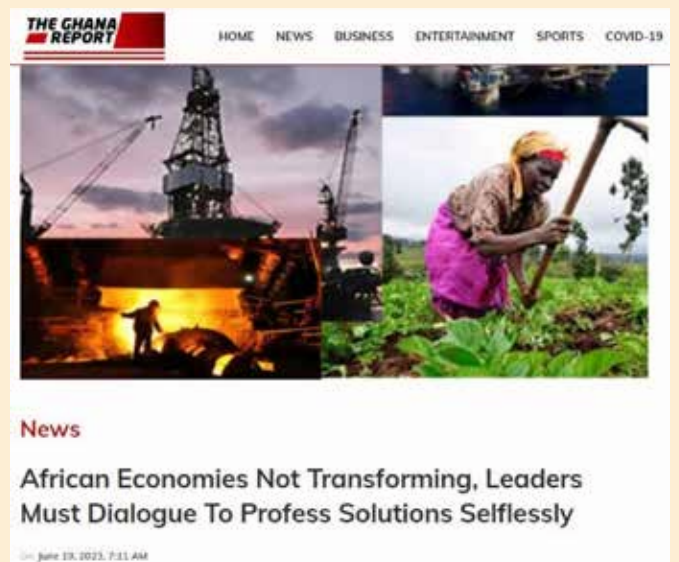 THE GHANA
REPORT
HOME NEWS BUSINESS ENTERTAINMENT SPORTS COVID-19
News
African Economies Not Transforming, Leaders
Must Dialogue To Profess Solutions Selflessly
On June 19, 2023, 7:11 AM